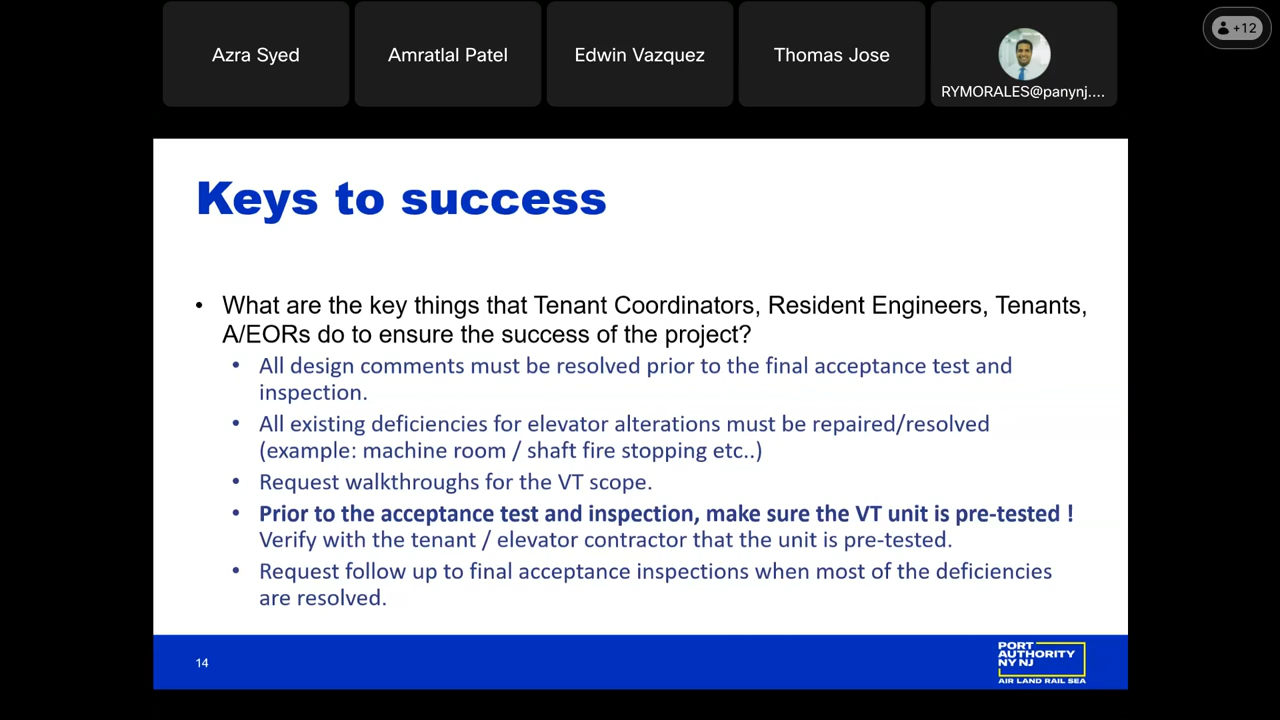 Azra Syed
Amratlal Patel
Edwin Vazquez
Thomas Jose
RYMORALES@panynj....
+12
Keys to success
• What are the key things that Tenant Coordinators, Resident Engineers, Tenants,
A/EORs do to ensure the success of the project?
• All design comments must be resolved prior to the final acceptance test and
inspection.
• All existing deficiencies for elevator alterations must be repaired/resolved
(example: machine room / shaft fire stopping etc..)
• Request walkthroughs for the VT scope.
• Prior to the acceptance test and inspection, make sure the VT unit is pre-tested !
Verify with the tenant / elevator contractor that the unit is pre-tested.
• Request follow up to final acceptance inspections when most of the deficiencies
are resolved.
14
PORT
AUTHORITY
NY NJ
AIR LAND RAIL SEA